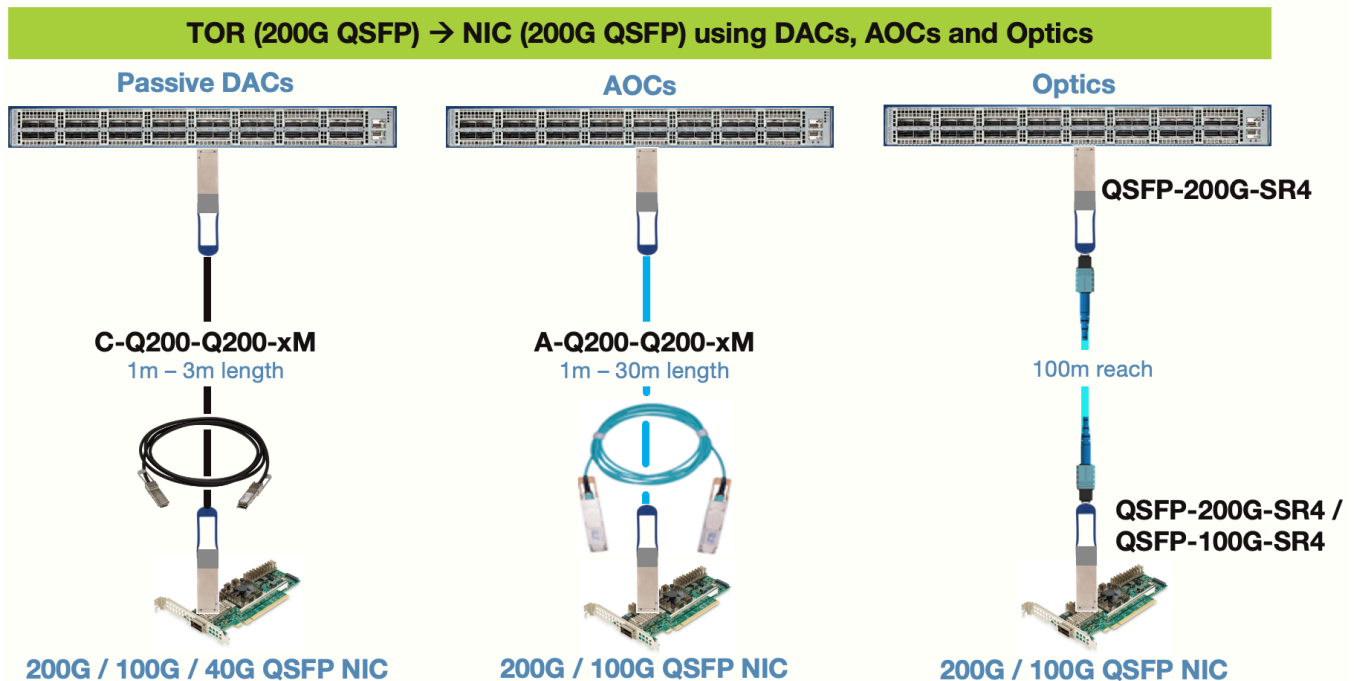 TOR (200G QSFP) → NIC (200G QSFP) using DACs, AOCs and Optics
Passive DACs
AOCs
Optics
QSFP-200G-SR4
C-Q200-Q200-xM
1m – 3m length
A-Q200-Q200-xM
1m – 30m length
100m reach
QSFP-200G-SR4 /
QSFP-100G-SR4
200G / 100G / 40G QSFP NIC
200G / 100G QSFP NIC
200G / 100G QSFP NIC